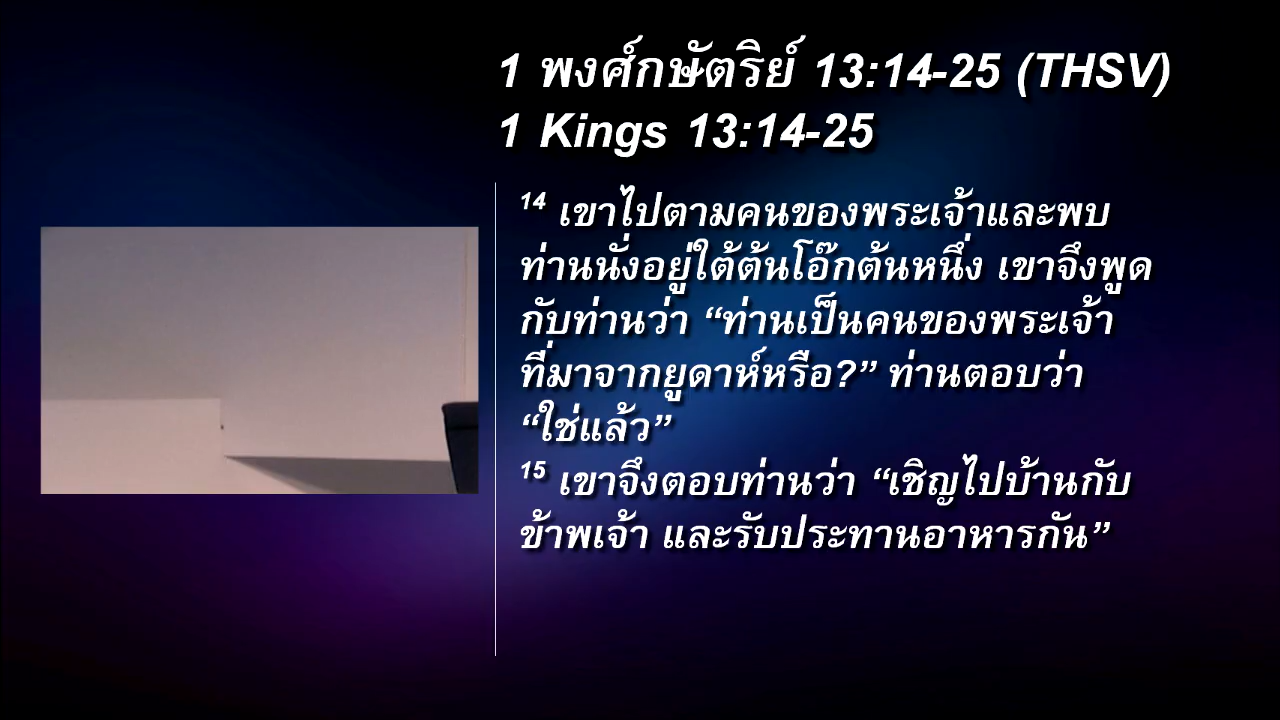 1 พงศ์กษัตริย์ 13:14-25 (THSV)
1 Kings 13:14-25
14 เขาไปตามคนของพระเจ้าและพบ
ท่านนั่งอยู่ใต้ต้นโอ๊กต้นหนึ่ง เขาจึงพูด
กับท่านว่า “ท่านเป็นคนของพระเจ้า
ที่มาจากยูดาห์หรือ?” ท่านตอบว่า
“ใช่แล้ว”
15 เขาจึงตอบท่านว่า “เชิญไปบ้านกับ
ข้าพเจ้า และรับประทานอาหารกัน”